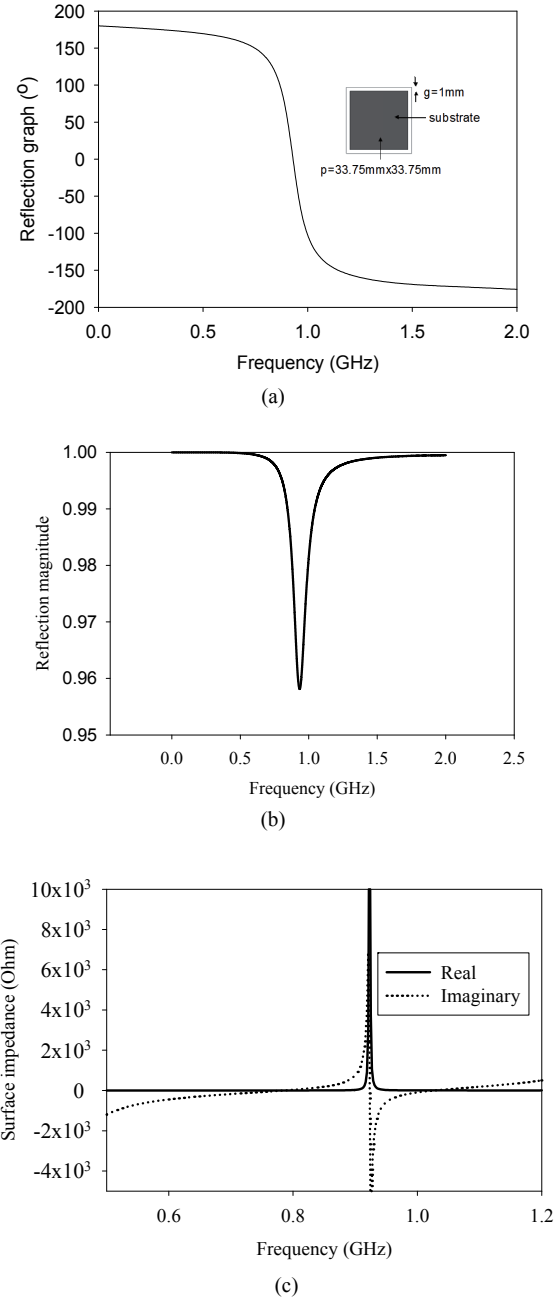 200
150
100
50
0
-50
-100
-150
-200
Reflection graph (O)
g=1mm
substrate
p=33.75mmx33.75mm
0.0 0.5 1.0 1.5 2.0
Frequency (GHz)
(a)
1.00
0.99
0.98
0.97
0.96
0.95
Reflection magnitude
0.0 0.5 1.0 1.5 2.0 2.5
Frequency (GHz)
(b)
10x10³
8x10³
6x10³
4x10³
2x10³
0
-2x10³
-4x10³
Surface impedance (Ohm)
Real
Imaginary
0.6 0.8 1.0 1.2
Frequency (GHz)
(c)